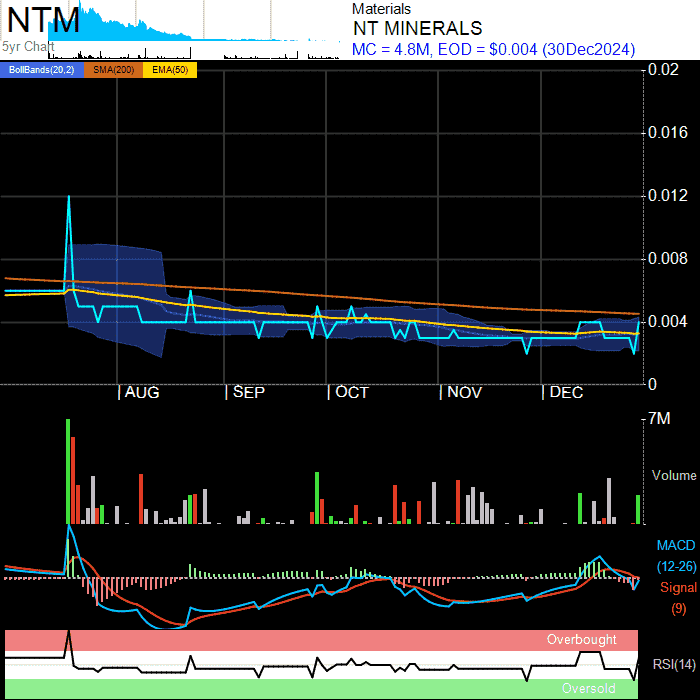 NTM
5yr Chart
Materials
NT MINERALS
MC = 4.8M, EOD = $0.004 (30Dec2024)
BollBands(20,2) SMA(200) EMA(50)
0.02
0.016
0.012
0.008
0.004
0
AUG SEP OCT NOV DEC
7M
Volume
MACD
(12-26)
Signal
(9)
Overbought
RSI(14)
Oversold